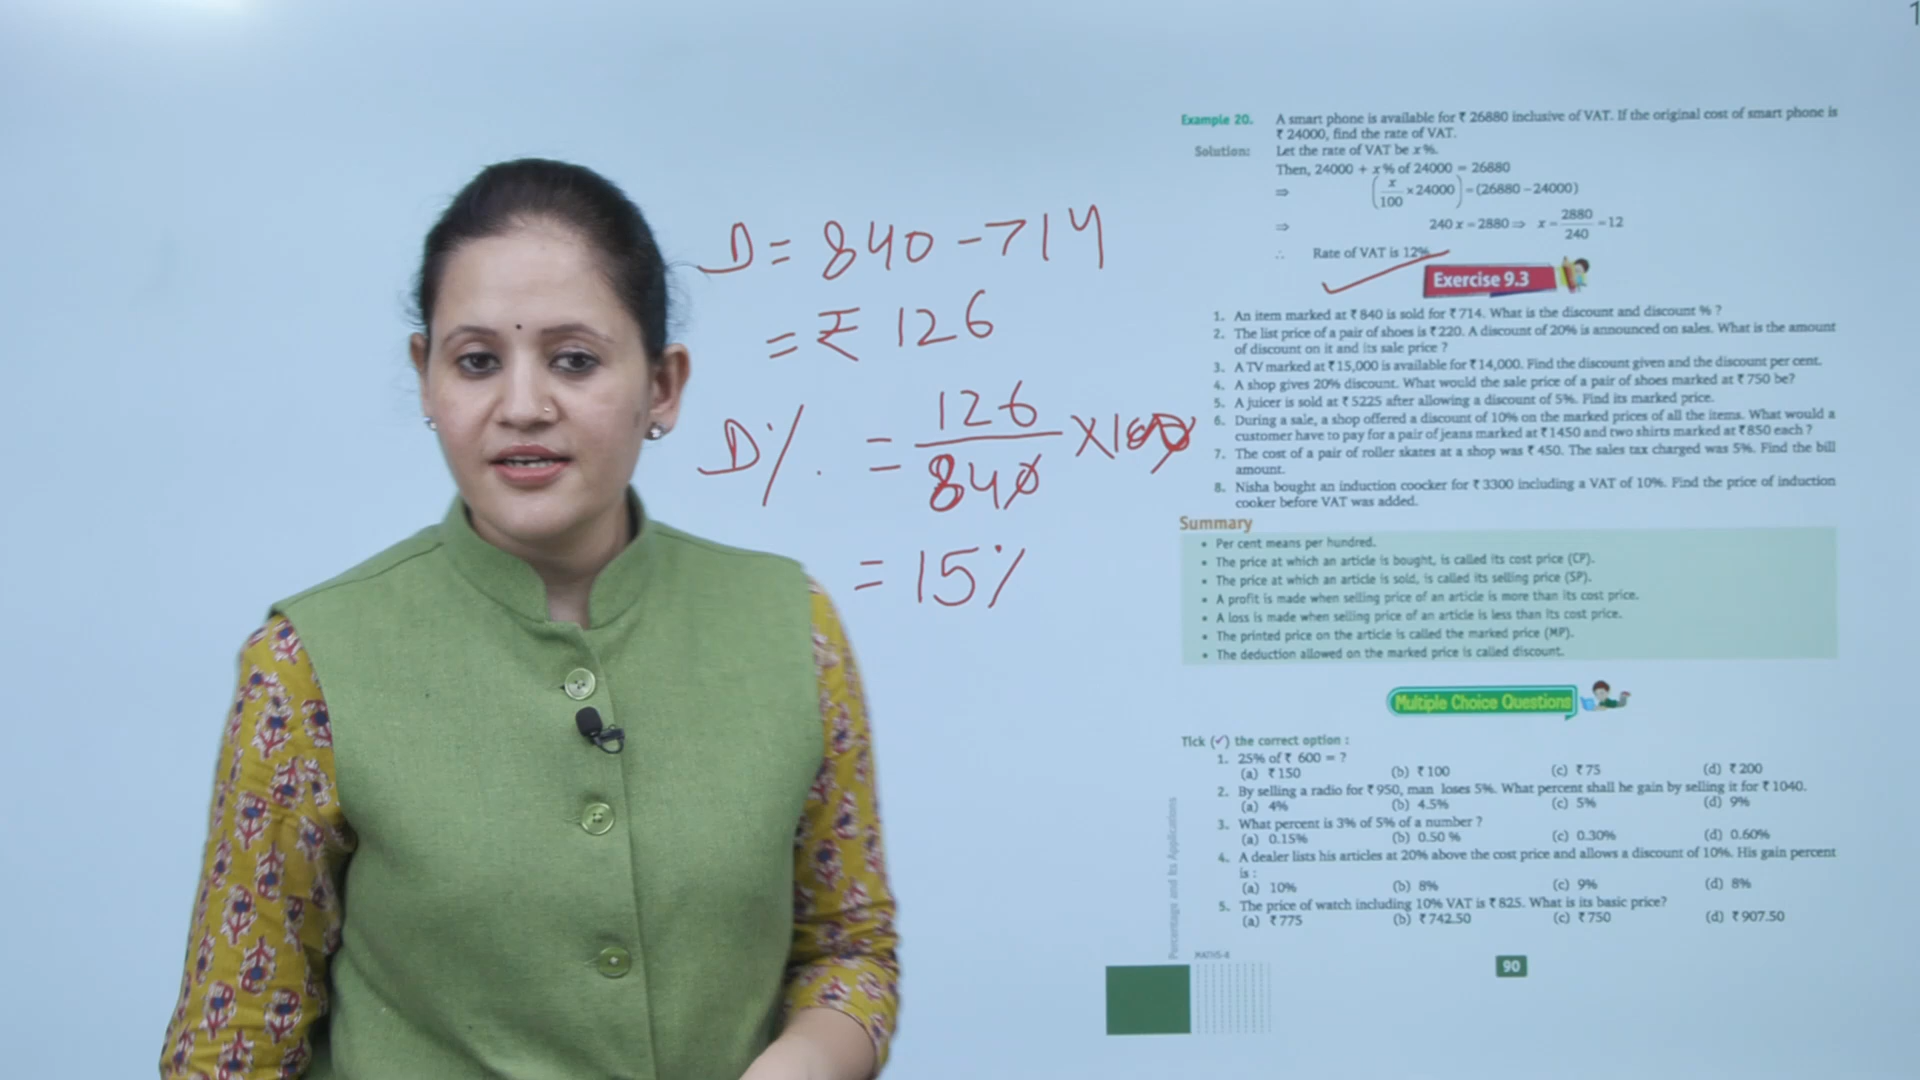 1
D = 840 - 714
= ₹ 126
D% = 126/840 × 100
= 15%
Example 20. A smart phone is available for ₹ 26880 inclusive of VAT. If the original cost of smart phone is
₹ 24000, find the rate of VAT.
Solution: Let the rate of VAT be x%.
Then, 24000 + x% of 24000 = 26880
⇒ (x/100 × 24000) = (26880 - 24000)
⇒ 240 x = 2880 ⇒ x = 2880/240 = 12
∴ Rate of VAT is 12%
Exercise 9.3
1. An item marked at ₹ 840 is sold for ₹ 714. What is the discount and discount % ?
2. The list price of a pair of shoes is ₹ 220. A discount of 20% is announced on sales. What is the amount
of discount on it and its sale price ?
3. A TV marked at ₹ 15,000 is available for ₹ 14,000. Find the discount given and the discount per cent.
4. A shop gives 20% discount. What would the sale price of a pair of shoes marked at ₹ 750 be?
5. A juicer is sold at ₹ 5225 after allowing a discount of 5%. Find its marked price.
6. During a sale, a shop offered a discount of 10% on the marked prices of all the items. What would a
customer have to pay for a pair of jeans marked at ₹ 1450 and two shirts marked at ₹ 850 each ?
7. The cost of a pair of roller skates at a shop was ₹ 450. The sales tax charged was 5%. Find the bill
amount.
8. Nisha bought an induction coocker for ₹ 3300 including a VAT of 10%. Find the price of induction
cooker before VAT was added.
Summary
• Per cent means per hundred.
• The price at which an article is bought, is called its cost price (CP).
• The price at which an article is sold, is called its selling price (SP).
• A profit is made when selling price of an article is more than its cost price.
• A loss is made when selling price of an article is less than its cost price.
• The printed price on the article is called the marked price (MP).
• The deduction allowed on the marked price is called discount.
Multiple Choice Questions
Tick (✓) the correct option :
1. 25% of ₹ 600 = ?
(a) ₹ 150 (b) ₹ 100 (c) ₹ 75 (d) ₹ 200
2. By selling a radio for ₹ 950, man loses 5%. What percent shall he gain by selling it for ₹ 1040.
(a) 4% (b) 4.5% (c) 5% (d) 9%
3. What percent is 3% of 5% of a number ?
(a) 0.15% (b) 0.50 % (c) 0.30% (d) 0.60%
4. A dealer lists his articles at 20% above the cost price and allows a discount of 10%. His gain percent
is :
(a) 10% (b) 8% (c) 9% (d) 8%
5. The price of watch including 10% VAT is ₹ 825. What is its basic price?
(a) ₹ 775 (b) ₹ 742.50 (c) ₹ 750 (d) ₹ 907.50
Percentage and Its Applications
90